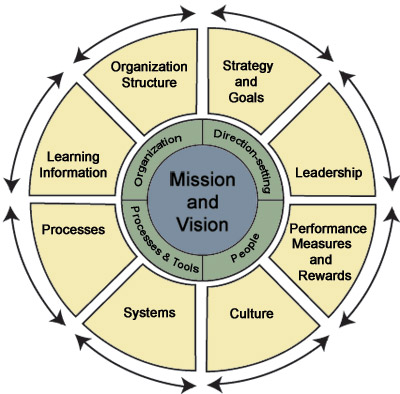 Organization
Structure
Strategy
and
Goals
Learning
Information
Leadership
Organization
Direction-setting
Mission
and
Vision
Processes
Performance
Measures
and
Rewards
Processes & Tools
People
Systems
Culture